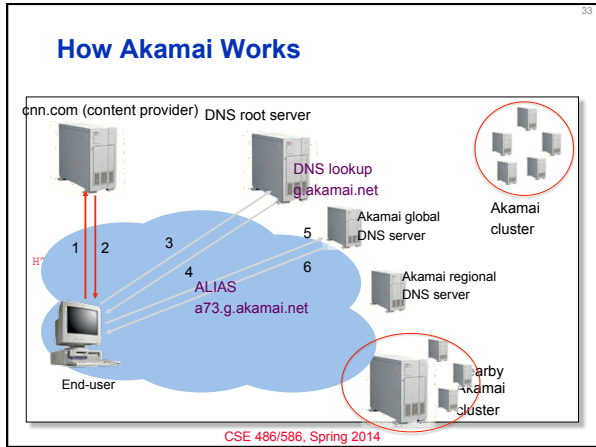 33
How Akamai Works
cnn.com (content provider)
DNS root server
DNS lookup
g.akamai.net
Akamai
cluster
Akamai global
DNS server
1
2
3
4
5
6
ALIAS
a73.g.akamai.net
Akamai regional
DNS server
End-user
Akamai
cluster
CSE 486/586, Spring 2014